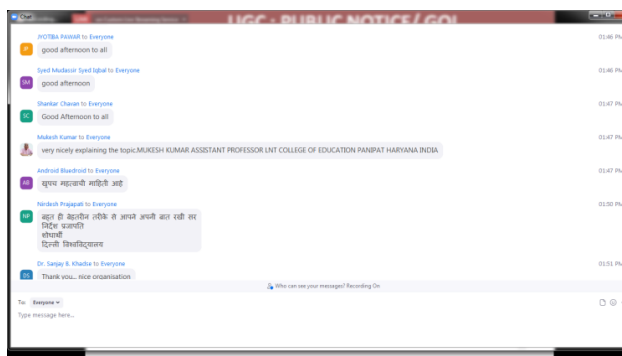 Chat
UGC : PUBLIC NOTICE/ GOI
JYOTIBA PAWAR to Everyone
01:46 PM
JP
good afternoon to all
Syed Mudassir Syed Iqbal to Everyone
01:46 PM
SM
good afternoon
Shankar Chavan to Everyone
01:47 PM
SC
Good Afternoon to all
Mukesh Kumar to Everyone
01:47 PM
very nicely explaining the topic.MUKESH KUMAR ASSISTANT PROFESSOR LNT COLLEGE OF EDUCATION PANIPAT HARYANA INDIA
Android Bluedroid to Everyone
01:47 PM
AB
खूपच महत्वाची माहिती आहे
Nirdesh Prajapati to Everyone
01:50 PM
NP
बहत ही बेहतरीन तरीके से आपने अपनी बात रखी सर
निर्देश प्रजापति
शोधार्थी
दिल्ली विश्वविद्यालय
Dr. Sanjay B. Khadse to Everyone
01:51 PM
DS
Thank you... nice organisation
Who can see your messages? Recording On
To: Everyone
Type message here...